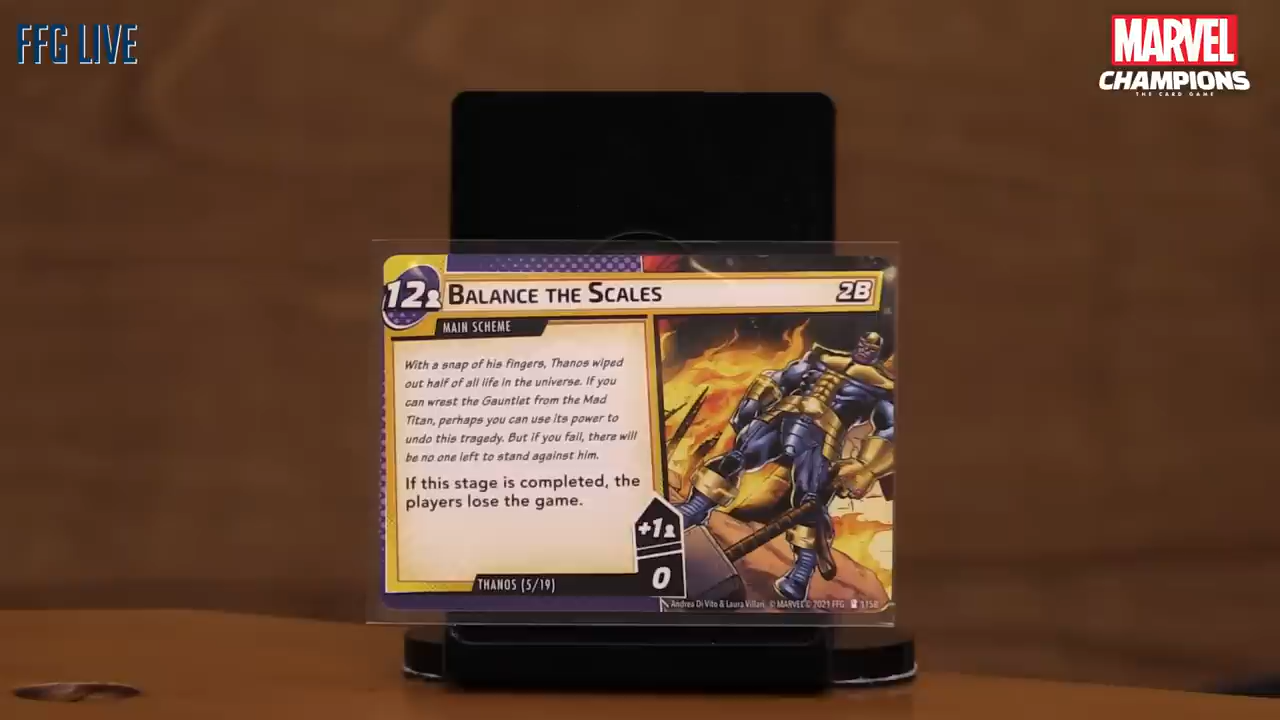 FFG LIVE
MARVEL
CHAMPIONS
THE CARD GAME
12
BALANCE THE SCALES
2B
MAIN SCHEME
With a snap of his fingers, Thanos wiped
out half of all life in the universe. If you
can wrest the Gauntlet from the Mad
Titan, perhaps you can use its power to
undo this tragedy. But if you fail, there will
be no one left to stand against him.
If this stage is completed, the
players lose the game.
+1
0
THANOS (5/19)
Andrea Di Vito & Laura Villari. © MARVEL © 2021 FFG